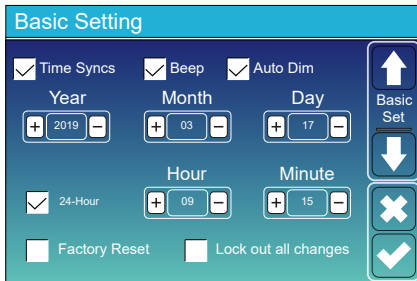 Basic Setting
Time Syncs Beep Auto Dim
Year Month Day
+ 2019 − + 03 − + 17 −
Basic
Set
Hour Minute
24-Hour + 09 − + 15 −
Factory Reset Lock out all changes